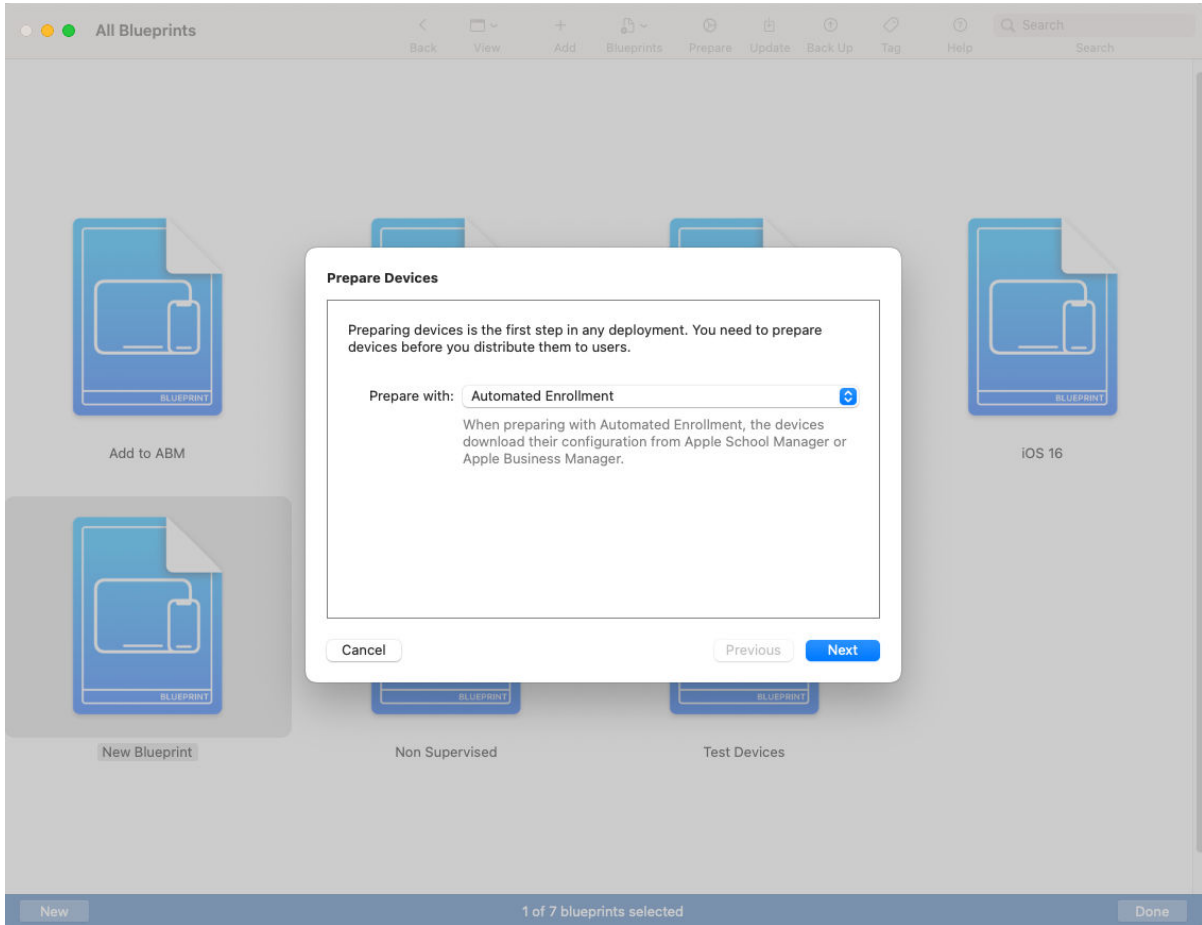 All Blueprints
Back
View
Add
Blueprints
Prepare
Update
Back Up
Tag
Help
Search
Search
Prepare Devices
Preparing devices is the first step in any deployment. You need to prepare
devices before you distribute them to users.
Prepare with:
Automated Enrollment
When preparing with Automated Enrollment, the devices
download their configuration from Apple School Manager or
Apple Business Manager.
Cancel
Previous
Next
BLUEPRINT
BLUEPRINT
Add to ABM
iOS 16
BLUEPRINT
BLUEPRINT
BLUEPRINT
New Blueprint
Non Supervised
Test Devices
New
1 of 7 blueprints selected
Done